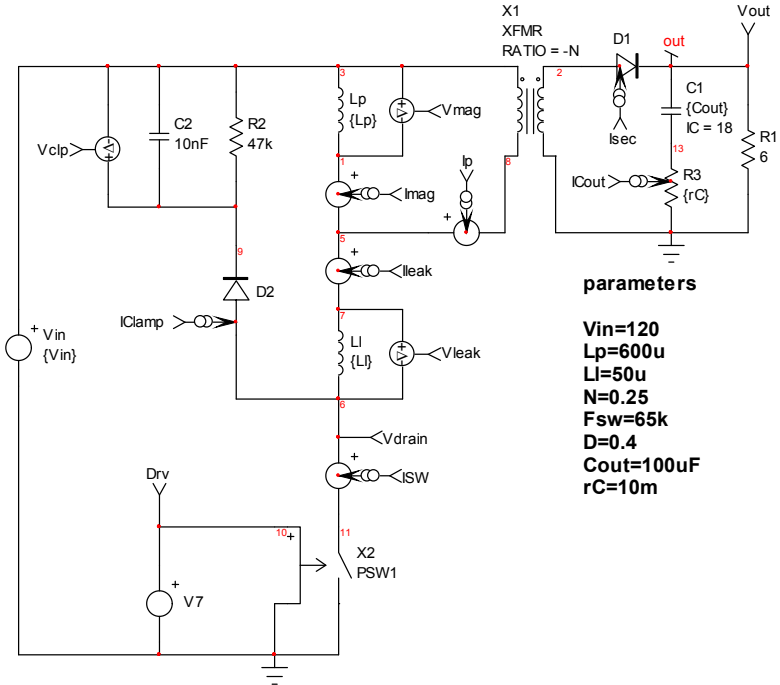 X1
XFMR
RATIO = -N
Vout
D1
out
3
2
C1
{Cout}
IC = 18
Lp
{Lp}
Vmag
C2
10nF
R2
47k
Vclp
Isec
R1
6
1
8
13
Ip
Imag
ICout
R3
{rC}
5
9
Ileak
parameters
D2
7
IClamp
Vin
{Vin}
Ll
{Ll}
Vleak
Vin=120
Lp=600u
Ll=50u
N=0.25
Fsw=65k
D=0.4
Cout=100uF
rC=10m
6
Vdrain
ISW
Drv
10
11
X2
PSW1
V7